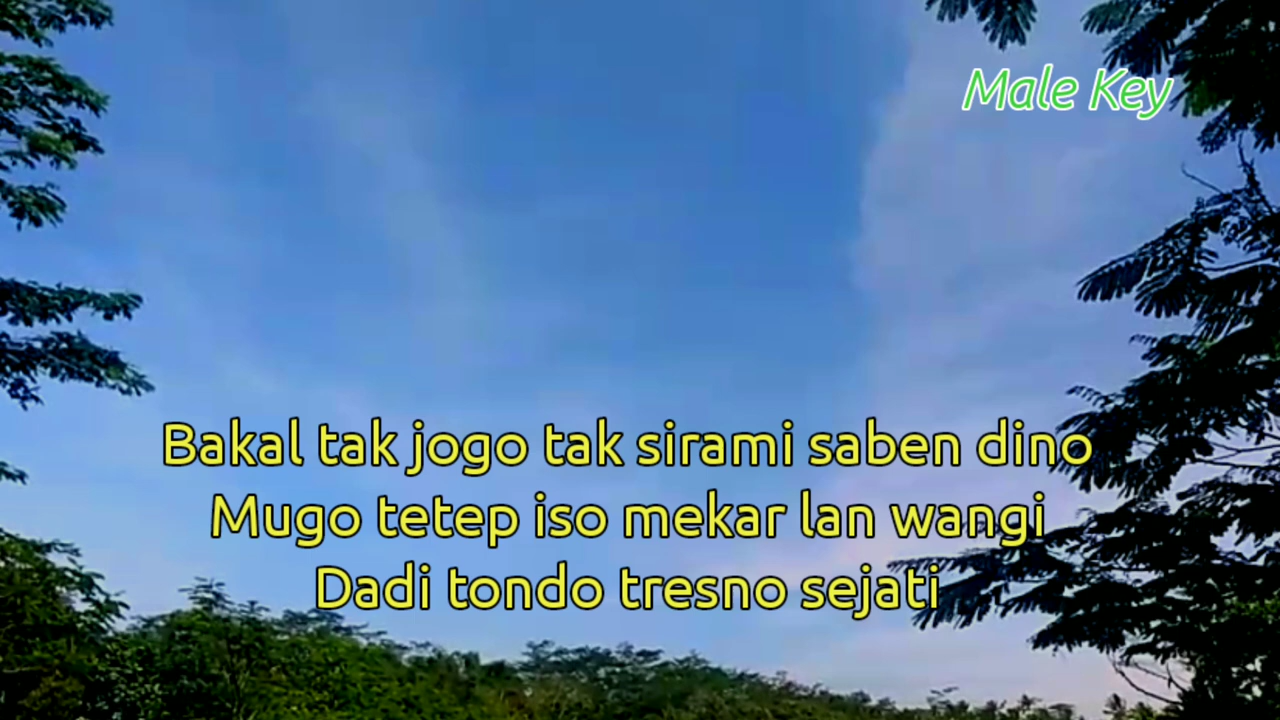 Male Key
Bakal tak jogo tak sirami saben dino
Mugo tetep iso mekar lan wangi
Dadi tondo tresno sejati